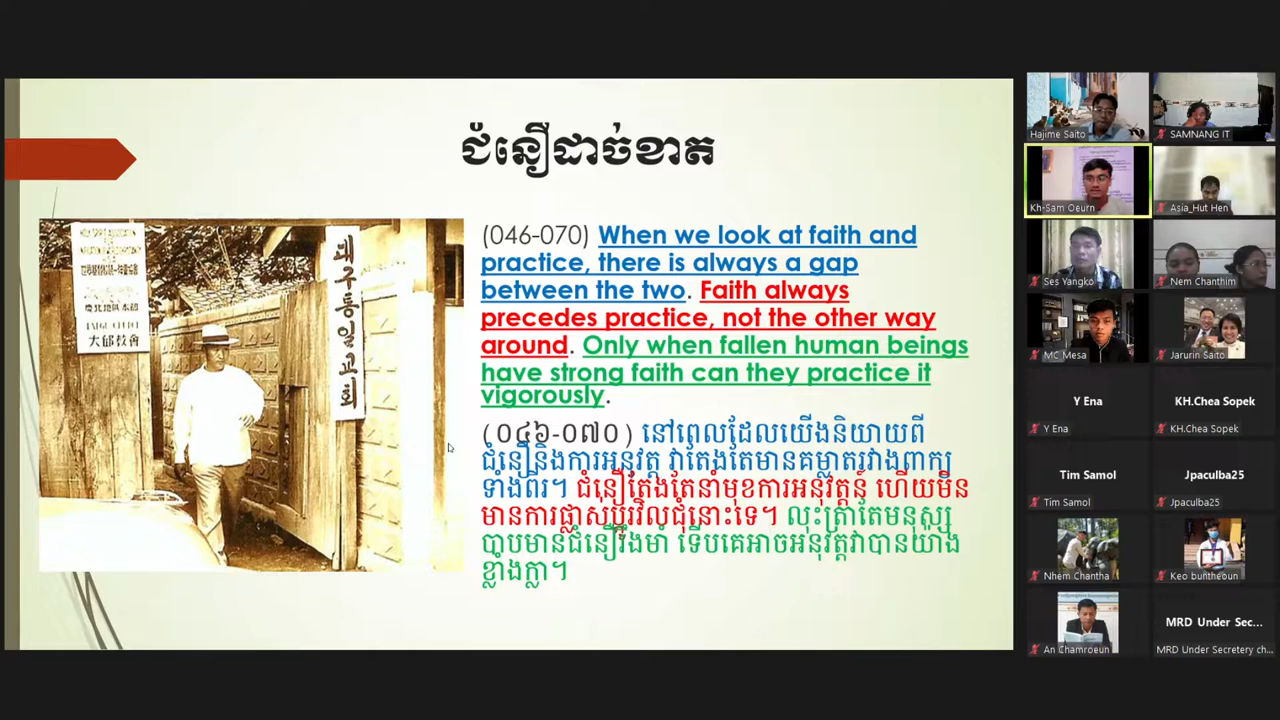 ជំនឿដាច់ខាត
HOLY SPIRIT ASSOCIATION
FOR
大邱教會
대구통일교회
(046-070) When we look at faith and
practice, there is always a gap
between the two. Faith always
precedes practice, not the other way
around. Only when fallen human beings
have strong faith can they practice it
vigorously.
(០៤៦-០៧០) នៅពេលដែលយើងនិយាយពី
ជំនឿនិងការអនុវត្ត វាតែងតែមានគម្លាតរវាងពាក្យ
ទាំងពីរ។ ជំនឿតែងតែនាំមុខការអនុវត្តន៍ ហើយមិន
មានការផ្លាស់ប្តូរវិលជុំនោះទេ។ លុះត្រាតែមនុស្ស
បាបមានជំនឿរឹងមាំ ទើបគេអាចអនុវត្តវាបានយ៉ាង
ខ្លាំងក្លា។
Hajime Saito
SAMNANG IT
Kh-Sam Oeurn
Asia_Hut Hen
Ses Yangko
Nem Chanthim
MC Mesa
Jarurin Saito
Y Ena
Y Ena
KH.Chea Sopek
KH.Chea Sopek
Tim Samol
Tim Samol
Jpaculba25
Jpaculba25
Nhem Chantha
Keo buntheoun
An Chamroeun
MRD Under Sec...
MRD Under Secretery ch...